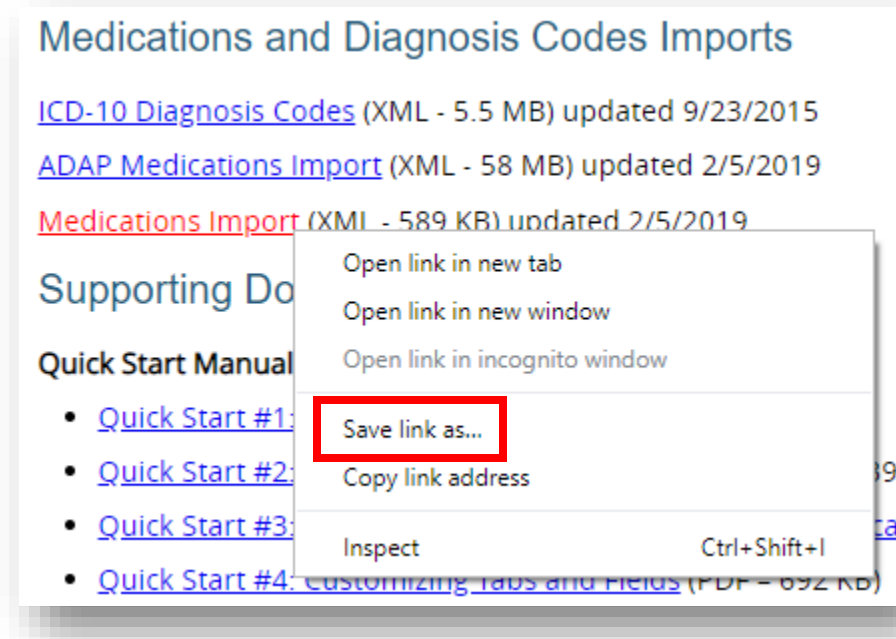 Medications and Diagnosis Codes Imports
ICD-10 Diagnosis Codes (XML - 5.5 MB) updated 9/23/2015
ADAP Medications Import (XML - 58 MB) updated 2/5/2019
Medications Import (XML - 589 KB) updated 2/5/2019
Open link in new tab
Supporting Do
Open link in new window
Quick Start Manual
Open link in incognito window
• Quick Start #1:
Save link as...
• Quick Start #2:
Copy link address
• Quick Start #3:
Inspect Ctrl+Shift+I
• Quick Start #4: Customizing Tabs and Fields (PDF – 692 KB)